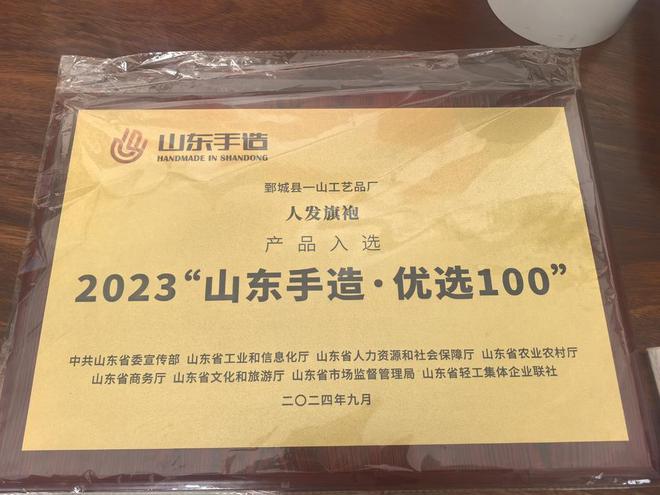 山东手造
HANDMADE IN SHANDONG
鄄城县一山工艺品厂
人发旗袍
产品入选
2023“山东手造·优选100”
中共山东省委宣传部 山东省工业和信息化厅 山东省人力资源和社会保障厅 山东省农业农村厅
山东省商务厅 山东省文化和旅游厅 山东省市场监督管理局 山东省轻工集体企业联社
二〇二四年九月